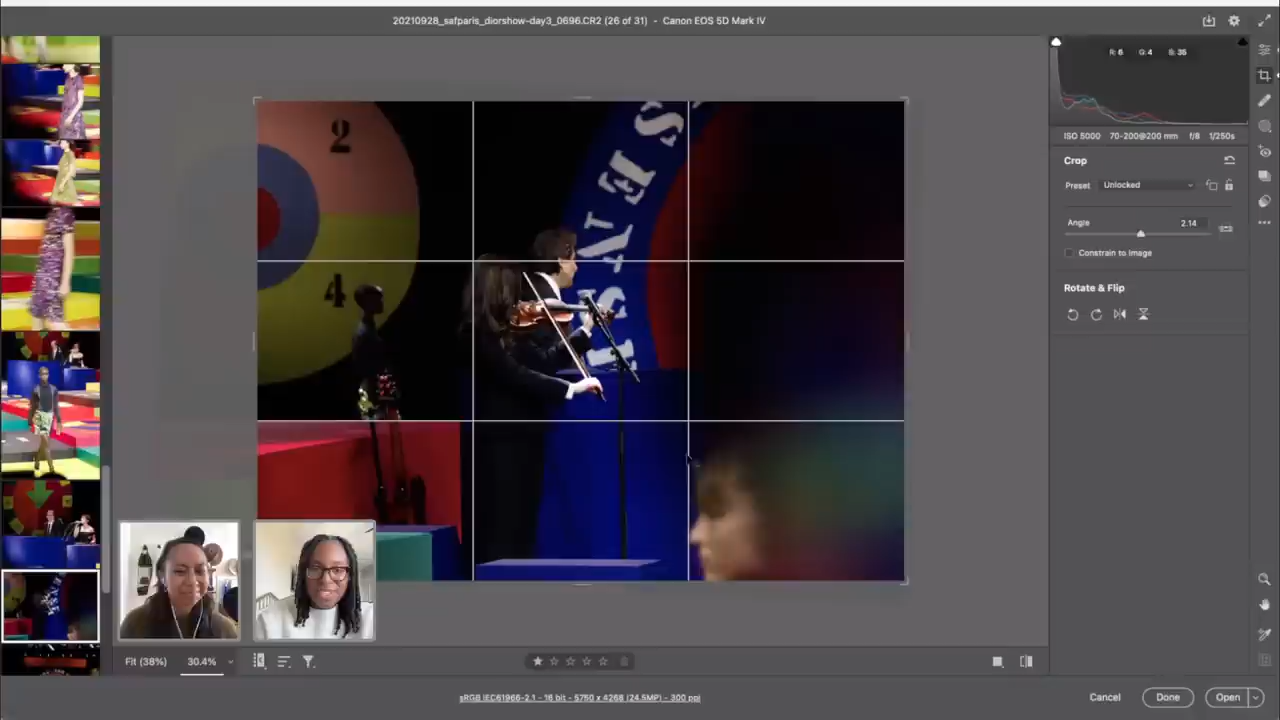 20210928_safparis_diorshow-day3_0696.CR2 (26 of 31) - Canon EOS 5D Mark IV
R: 6 G: 4 B: 35
ISO 5000 70-200@200 mm f/8 1/250s
Crop
Preset Unlocked
Angle 2.14
Constrain to Image
Rotate & Flip
2
4
Fit (38%) 30.4%
sRGB IEC61966-2.1 - 16 bit - 5750 x 4268 (24.5MP) - 300 ppi
Cancel Done Open